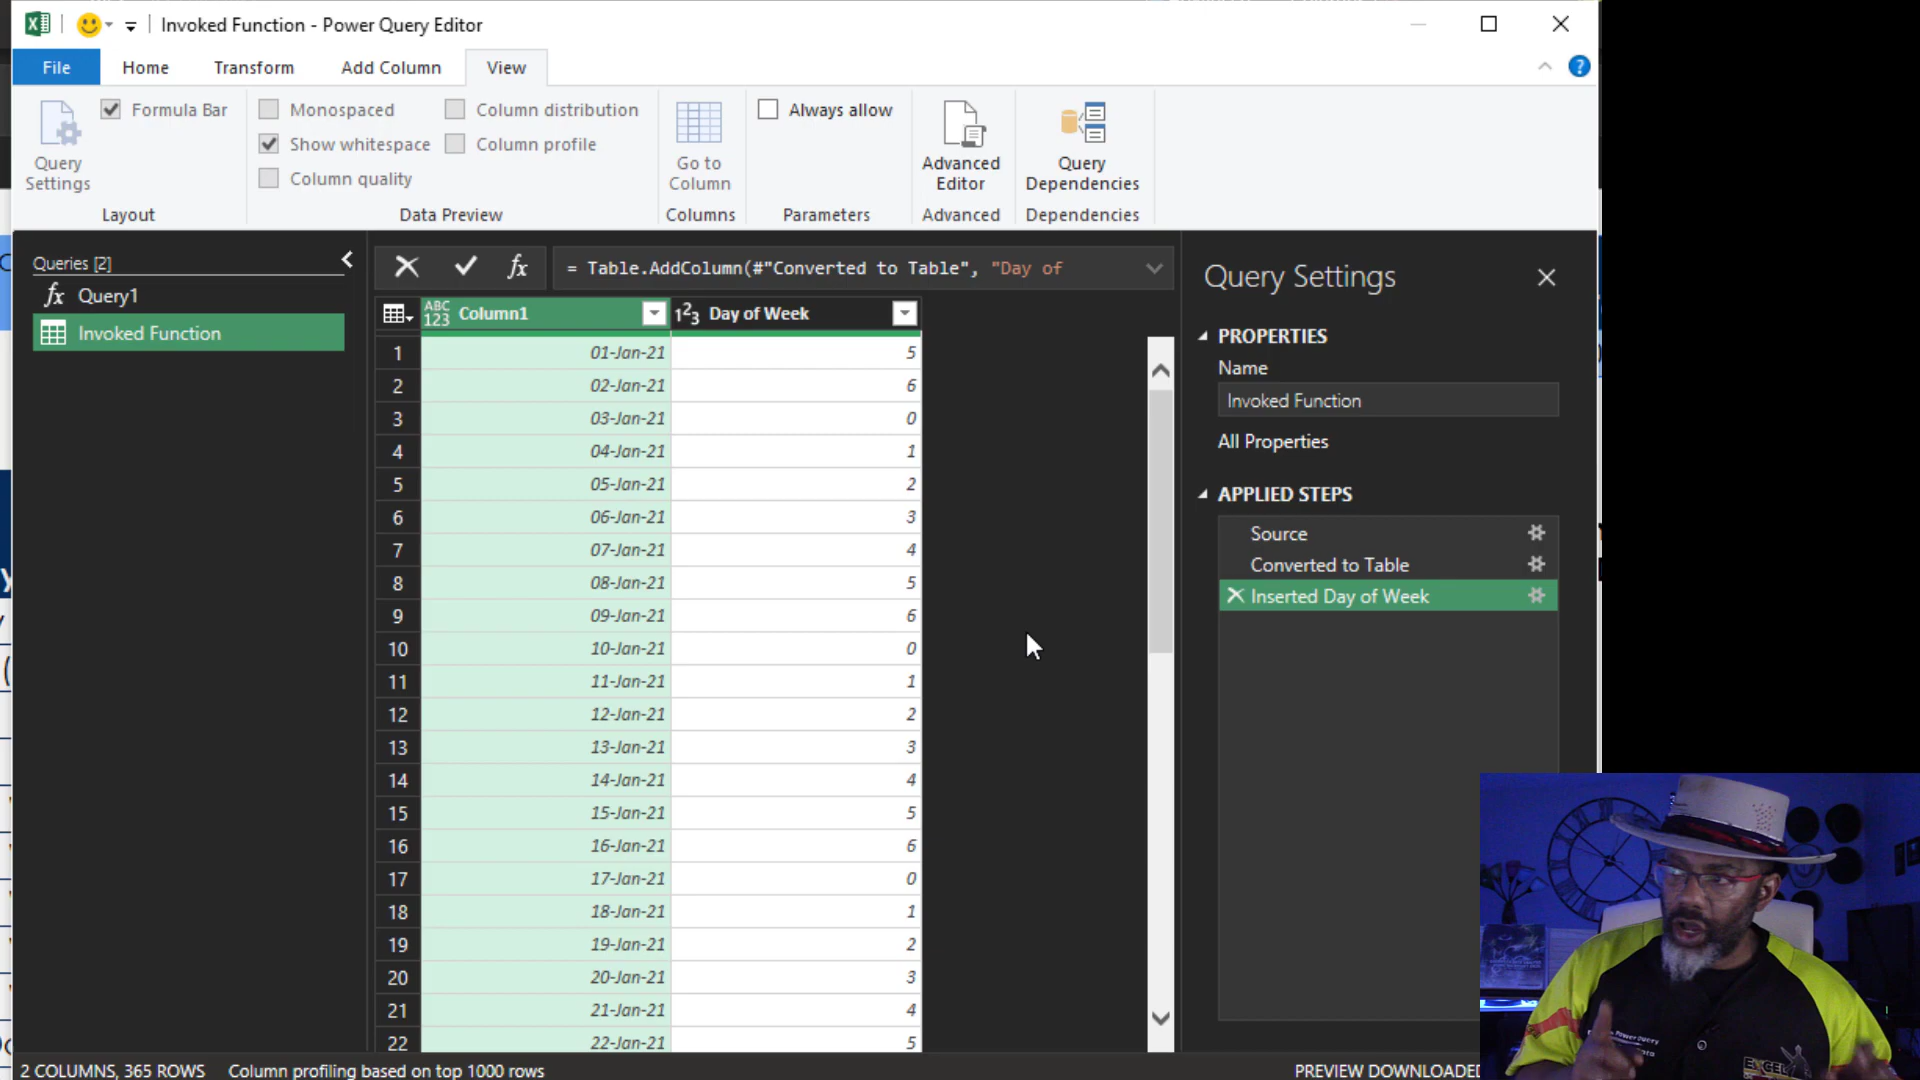 Invoked Function - Power Query Editor
File Home Transform Add Column View
Formula Bar Monospaced Column distribution Always allow
Show whitespace Column profile
Column quality
Query Settings
Go to Column
Advanced Editor
Query Dependencies
Layout Data Preview Columns Parameters Advanced Dependencies
Queries [2]
fx Query1
Invoked Function
fx = Table.AddColumn(#"Converted to Table", "Day of
ABC 123 Column1 123 Day of Week
1 01-Jan-21 5
2 02-Jan-21 6
3 03-Jan-21 0
4 04-Jan-21 1
5 05-Jan-21 2
6 06-Jan-21 3
7 07-Jan-21 4
8 08-Jan-21 5
9 09-Jan-21 6
10 10-Jan-21 0
11 11-Jan-21 1
12 12-Jan-21 2
13 13-Jan-21 3
14 14-Jan-21 4
15 15-Jan-21 5
16 16-Jan-21 6
17 17-Jan-21 0
18 18-Jan-21 1
19 19-Jan-21 2
20 20-Jan-21 3
21 21-Jan-21 4
22 22-Jan-21 5
Query Settings
PROPERTIES
Name
Invoked Function
All Properties
APPLIED STEPS
Source
Converted to Table
Inserted Day of Week
2 COLUMNS, 365 ROWS Column profiling based on top 1000 rows
PREVIEW DOWNLOADED
Power Query
EXCEL